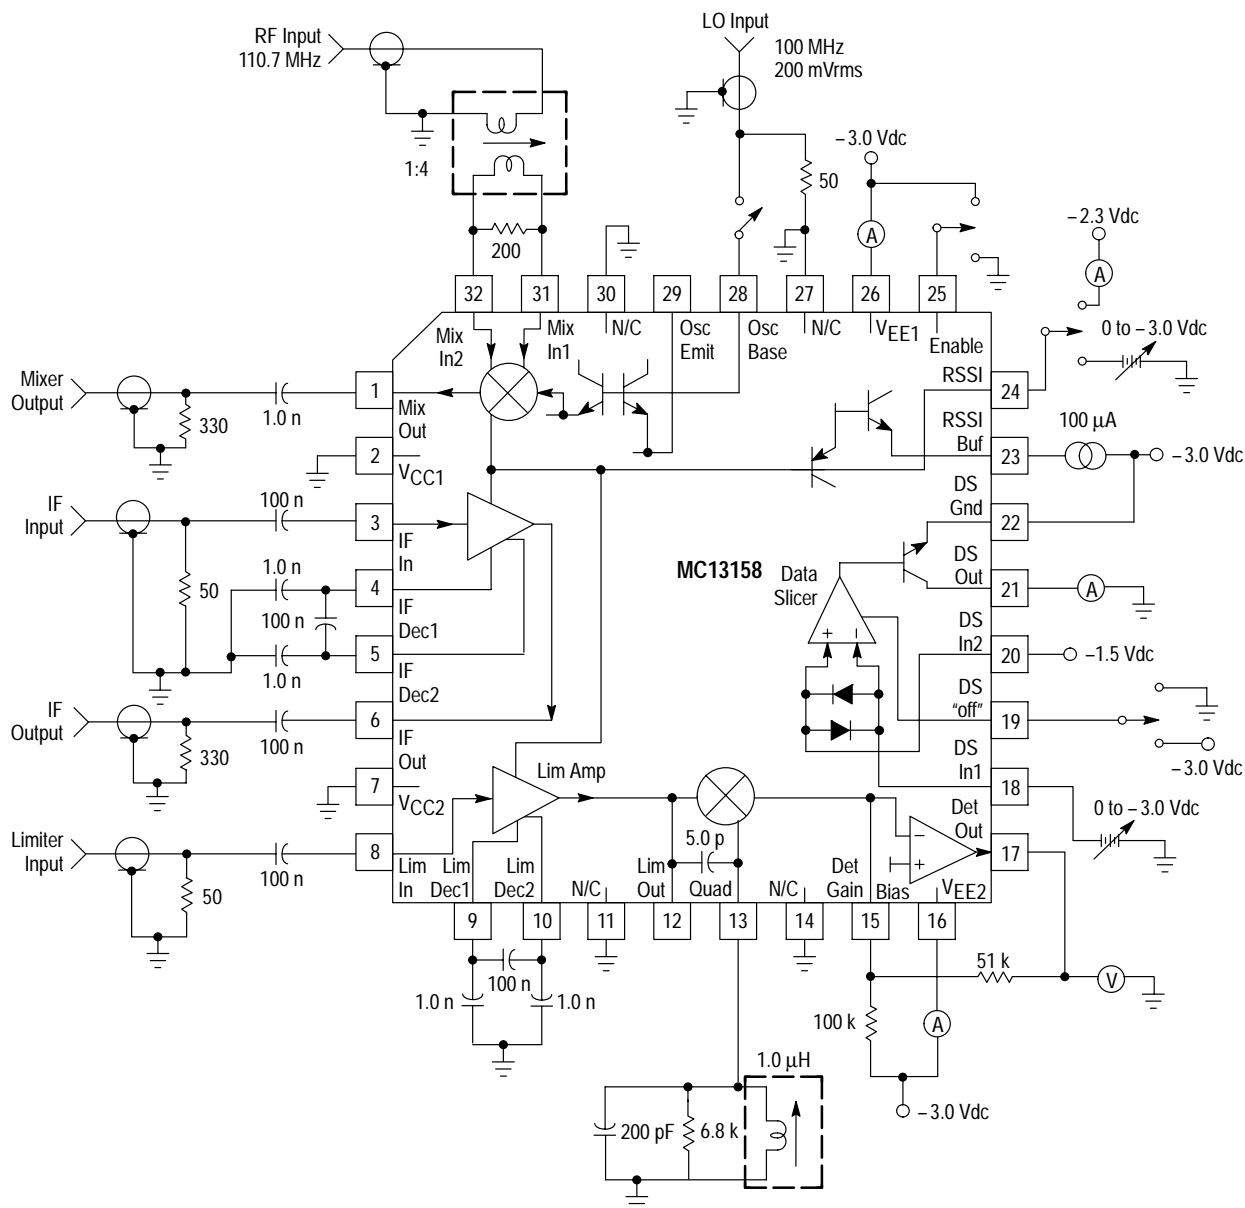 LO Input
RF Input
110.7 MHz
100 MHz
200 mVrms
1:4
200
50
–3.0 Vdc
A
–2.3 Vdc
A
32
31
30
29
28
27
26
25
Mix
In2
Mix
In1
N/C
Osc
Emit
Osc
Base
N/C
VEE1
Enable
0 to –3.0 Vdc
Mixer
Output
330
1.0 n
1
Mix
Out
2
VCC1
RSSI
24
RSSI
Buf
23
100 µA
–3.0 Vdc
IF
Input
100 n
3
IF
In
50
1.0 n
100 n
1.0 n
4
IF
Dec1
5
IF
Dec2
DS
Gnd
22
MC13158
Data
Slicer
DS
Out
21
A
+
–
DS
In2
20
–1.5 Vdc
IF
Output
330
100 n
6
IF
Out
7
VCC2
DS
"off"
19
–3.0 Vdc
DS
In1
18
0 to –3.0 Vdc
Limiter
Input
50
100 n
8
Lim
In
Lim Amp
Lim
Dec1
Lim
Dec2
N/C
Lim
Out
5.0 p
Quad
N/C
Det
Gain
–
+
Bias
Det
Out
17
VEE2
9
10
11
12
13
14
15
16
100 n
1.0 n
1.0 n
51 k
V
100 k
A
–3.0 Vdc
1.0 µH
200 pF
6.8 k